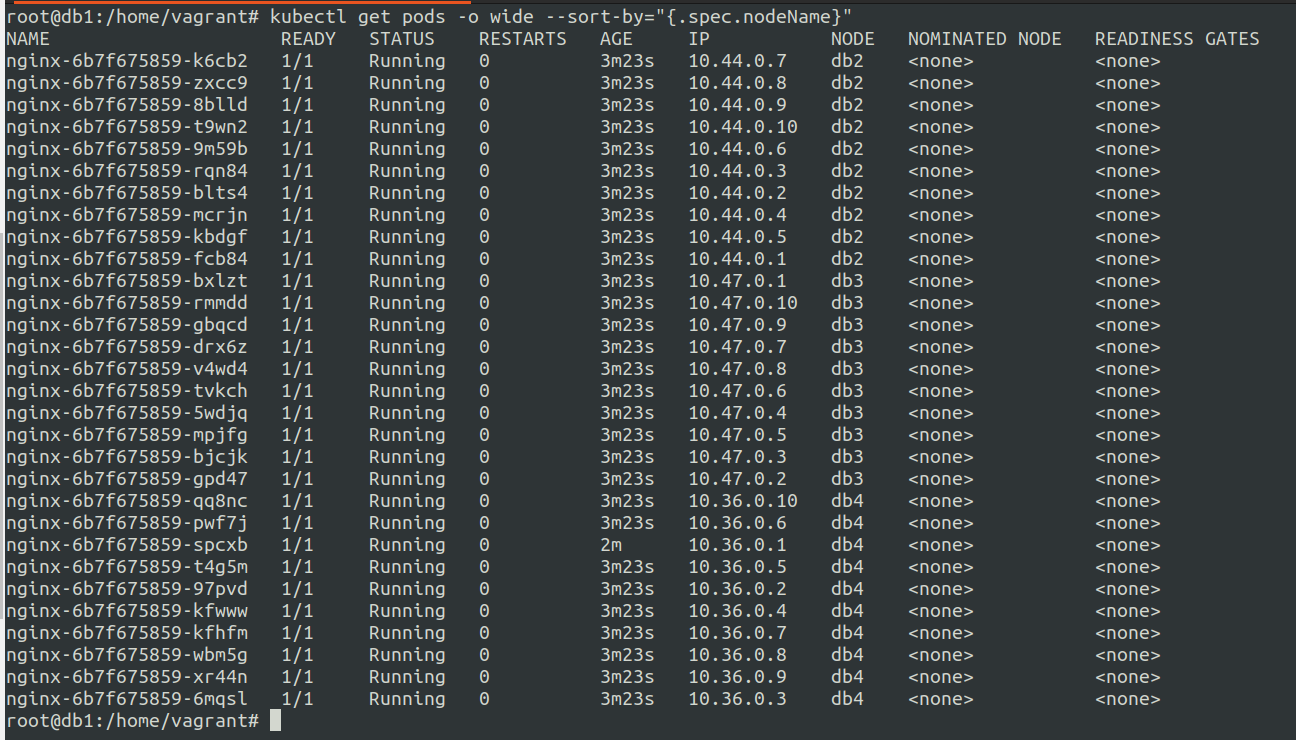 root@db1:/home/vagrant# kubectl get pods -o wide --sort-by="{.spec.nodeName}"
NAME READY STATUS RESTARTS AGE IP NODE NOMINATED NODE READINESS GATES
nginx-6b7f675859-k6cb2 1/1 Running 0 3m23s 10.44.0.7 db2 <none> <none>
nginx-6b7f675859-zxcc9 1/1 Running 0 3m23s 10.44.0.8 db2 <none> <none>
nginx-6b7f675859-8blld 1/1 Running 0 3m23s 10.44.0.9 db2 <none> <none>
nginx-6b7f675859-t9wn2 1/1 Running 0 3m23s 10.44.0.10 db2 <none> <none>
nginx-6b7f675859-9m59b 1/1 Running 0 3m23s 10.44.0.6 db2 <none> <none>
nginx-6b7f675859-rqn84 1/1 Running 0 3m23s 10.44.0.3 db2 <none> <none>
nginx-6b7f675859-blts4 1/1 Running 0 3m23s 10.44.0.2 db2 <none> <none>
nginx-6b7f675859-mcrjn 1/1 Running 0 3m23s 10.44.0.4 db2 <none> <none>
nginx-6b7f675859-kbdgf 1/1 Running 0 3m23s 10.44.0.5 db2 <none> <none>
nginx-6b7f675859-fcb84 1/1 Running 0 3m23s 10.44.0.1 db2 <none> <none>
nginx-6b7f675859-bxlzt 1/1 Running 0 3m23s 10.47.0.1 db3 <none> <none>
nginx-6b7f675859-rmmdd 1/1 Running 0 3m23s 10.47.0.10 db3 <none> <none>
nginx-6b7f675859-gbqcd 1/1 Running 0 3m23s 10.47.0.9 db3 <none> <none>
nginx-6b7f675859-drx6z 1/1 Running 0 3m23s 10.47.0.7 db3 <none> <none>
nginx-6b7f675859-v4wd4 1/1 Running 0 3m23s 10.47.0.8 db3 <none> <none>
nginx-6b7f675859-tvkch 1/1 Running 0 3m23s 10.47.0.6 db3 <none> <none>
nginx-6b7f675859-5wdjq 1/1 Running 0 3m23s 10.47.0.4 db3 <none> <none>
nginx-6b7f675859-mpjfg 1/1 Running 0 3m23s 10.47.0.5 db3 <none> <none>
nginx-6b7f675859-bjcjk 1/1 Running 0 3m23s 10.47.0.3 db3 <none> <none>
nginx-6b7f675859-gpd47 1/1 Running 0 3m23s 10.47.0.2 db3 <none> <none>
nginx-6b7f675859-qq8nc 1/1 Running 0 3m23s 10.36.0.10 db4 <none> <none>
nginx-6b7f675859-pwf7j 1/1 Running 0 3m23s 10.36.0.6 db4 <none> <none>
nginx-6b7f675859-spcxb 1/1 Running 0 2m 10.36.0.1 db4 <none> <none>
nginx-6b7f675859-t4g5m 1/1 Running 0 3m23s 10.36.0.5 db4 <none> <none>
nginx-6b7f675859-97pvd 1/1 Running 0 3m23s 10.36.0.2 db4 <none> <none>
nginx-6b7f675859-kfwww 1/1 Running 0 3m23s 10.36.0.4 db4 <none> <none>
nginx-6b7f675859-kfhfm 1/1 Running 0 3m23s 10.36.0.7 db4 <none> <none>
nginx-6b7f675859-wbm5g 1/1 Running 0 3m23s 10.36.0.8 db4 <none> <none>
nginx-6b7f675859-xr44n 1/1 Running 0 3m23s 10.36.0.9 db4 <none> <none>
nginx-6b7f675859-6mqsl 1/1 Running 0 3m23s 10.36.0.3 db4 <none> <none>
root@db1:/home/vagrant#